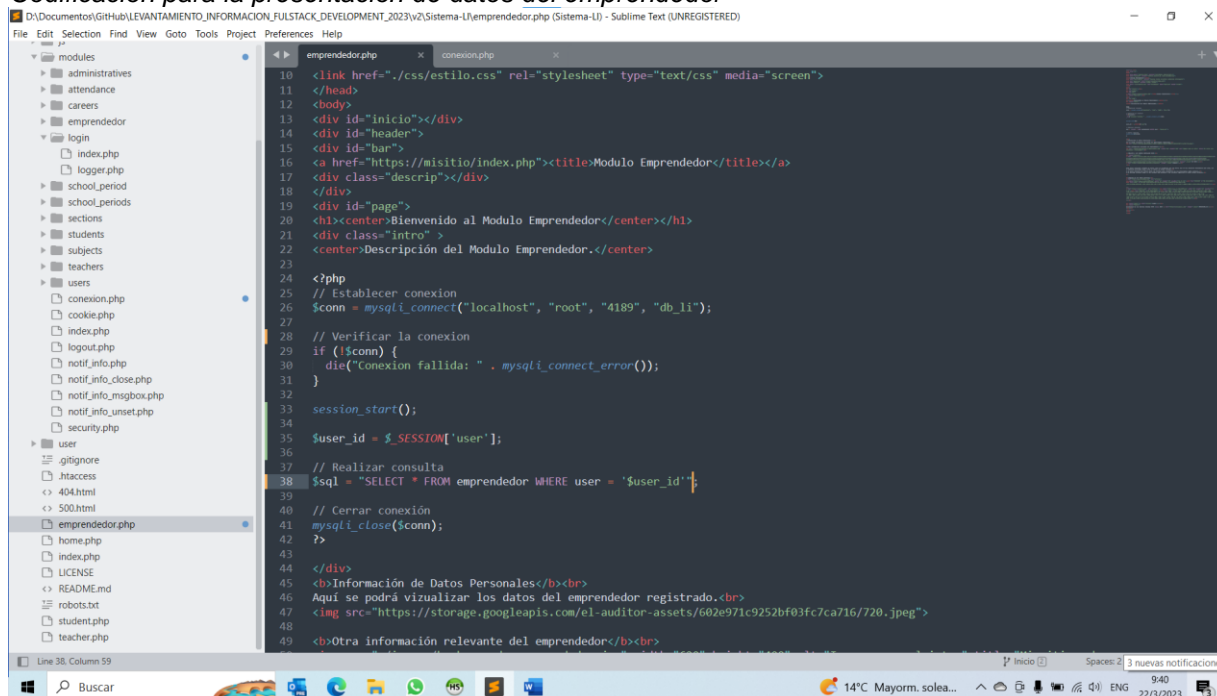 Codificación para la presentación de datos del emprendedor
D:\Documentos\GitHub\LEVANTAMIENTO_INFORMACION_FULSTACK_DEVELOPMENT_2023\v2\Sistema-LI\emprendedor.php (Sistema-LI) - Sublime Text (UNREGISTERED)
File Edit Selection Find View Goto Tools Project Preferences Help
js
modules
administratives
attendance
careers
emprendedor
login
index.php
logger.php
school_period
school_periods
sections
students
subjects
teachers
users
conexion.php
cookie.php
index.php
logout.php
notif_info.php
notif_info_close.php
notif_info_msgbox.php
notif_info_unset.php
security.php
user
.gitignore
.htaccess
404.html
500.html
emprendedor.php
home.php
index.php
LICENSE
README.md
robots.txt
student.php
teacher.php
emprendedor.php × conexion.php ×
10 <link href="./css/estilo.css" rel="stylesheet" type="text/css" media="screen">
11 </head>
12 <body>
13 <div id="inicio"></div>
14 <div id="header">
15 <div id="bar">
16 <a href="https://misitio/index.php"><title>Modulo Emprendedor</title></a>
17 <div class="descrip"></div>
18 </div>
19 <div id="page">
20 <h1><center>Bienvenido al Modulo Emprendedor</center></h1>
21 <div class="intro" >
22 <center>Descripción del Modulo Emprendedor.</center>
23
24 <?php
25 // Establecer conexion
26 $conn = mysqli_connect("localhost", "root", "4189", "db_li");
27
28 // Verificar la conexion
29 if (!$conn) {
30 die("Conexion fallida: " . mysqli_connect_error());
31 }
32
33 session_start();
34
35 $user_id = $_SESSION['user'];
36
37 // Realizar consulta
38 $sql = "SELECT * FROM emprendedor WHERE user = '$user_id'";
39
40 // Cerrar conexión
41 mysqli_close($conn);
42 ?>
43
44 </div>
45 <b>Información de Datos Personales</b><br>
46 Aquí se podrá vizualizar los datos del emprendedor registrado.<br>
47 <img src="https://storage.googleapis.com/el-auditor-assets/602e971c9252bf03fc7ca716/720.jpeg">
48
49 <b>Otra información relevante del emprendedor</b><br>
Line 38, Column 59
Inicio 2 Spaces: 2 3 nuevas notificacione
Buscar
14°C Mayorm. solea... ENG 9:40
22/3/2023